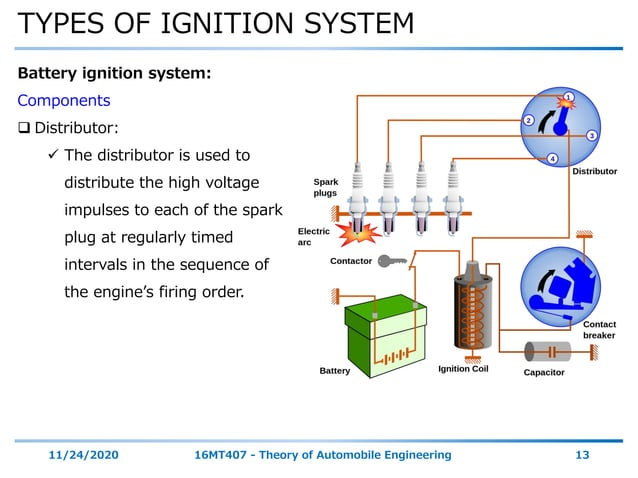 TYPES OF IGNITION SYSTEM
Battery ignition system:
Components
❑ Distributor:
✓ The distributor is used to
distribute the high voltage
impulses to each of the spark
plug at regularly timed
intervals in the sequence of
the engine’s firing order.
1
2
3
4
Distributor
Spark
plugs
Electric
arc
Contactor
Contact
breaker
Battery
Ignition Coil
Capacitor
11/24/2020
16MT407 - Theory of Automobile Engineering
13